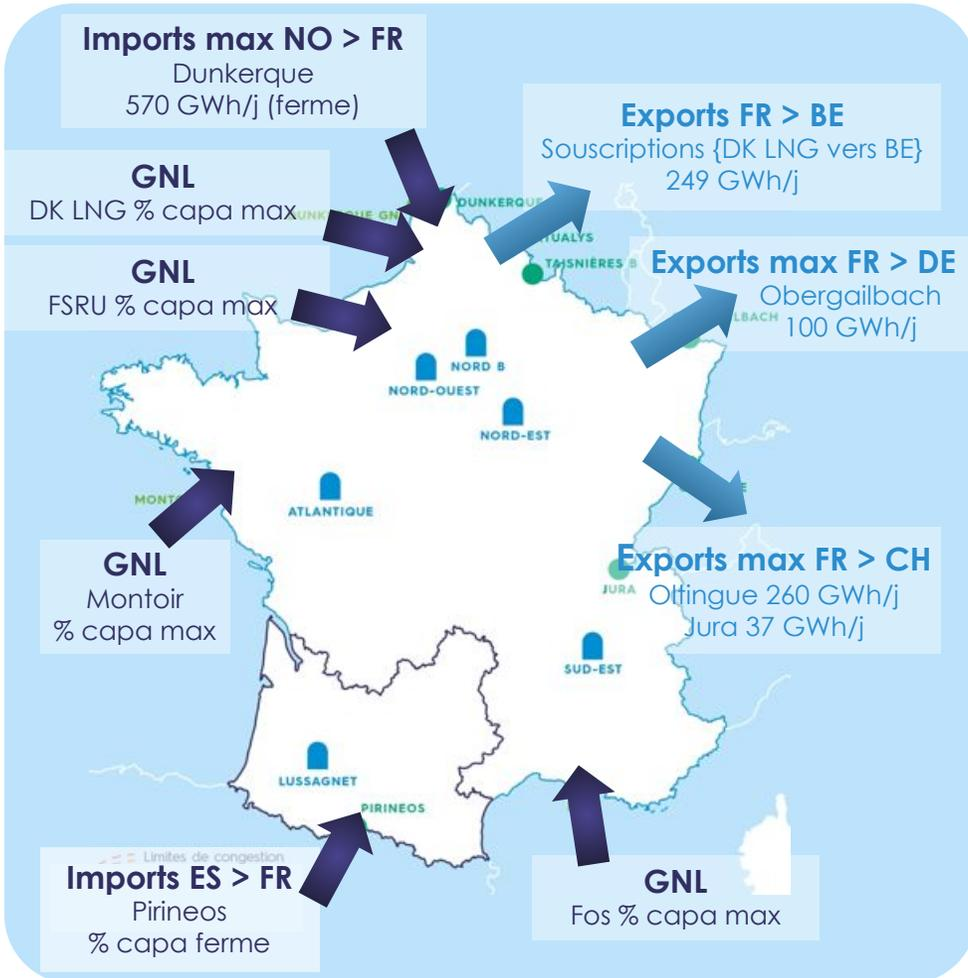 Imports max NO > FR
Dunkerque
570 GWh/j (ferme)
Exports FR > BE
Souscriptions {DK LNG vers BE}
249 GWh/j
GNL
DK LNG % capa max
DUNKERQUE
TAISNIÈRES B
GNL
FSRU % capa max
Exports max FR > DE
Obergailbach
100 GWh/j
NORD B
NORD-OUEST
NORD-EST
ATLANTIQUE
GNL
Montoir
% capa max
Exports max FR > CH
Oltingue 260 GWh/j
Jura 37 GWh/j
JURA
SUD-EST
LUSSAGNET
PIRINEOS
Limites de congestion
Imports ES > FR
Pirineos
% capa ferme
GNL
Fos % capa max